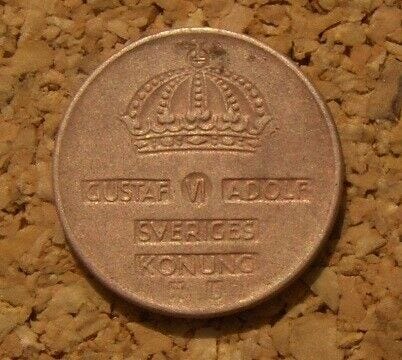 GUSTAF VI ADOLF
SVERIGES
KONUNG